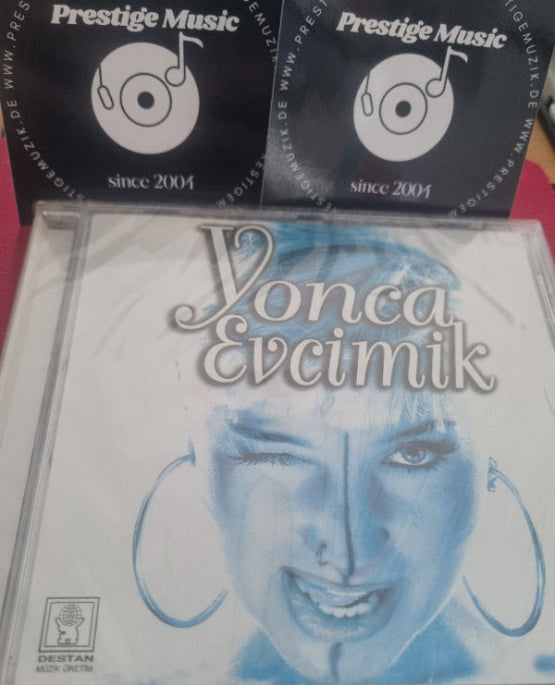 Prestige Music
WWW.PRESTIGEMUZIK.DE
since 2004
Prestige Music
WWW.PRESTIGEMUZIK.DE
since 2004
Yonca
Evcimik
DESTAN
MÜZİK ÜRETİM